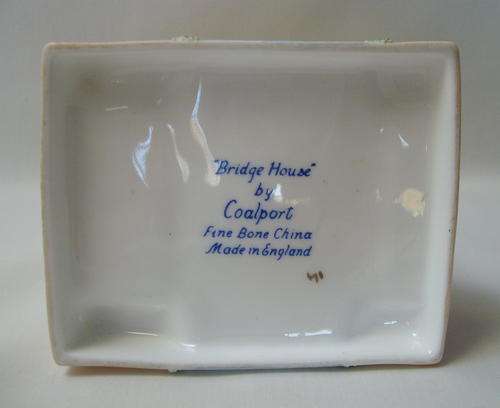 "Bridge House"
by
Coalport
Fine Bone China
Made in England